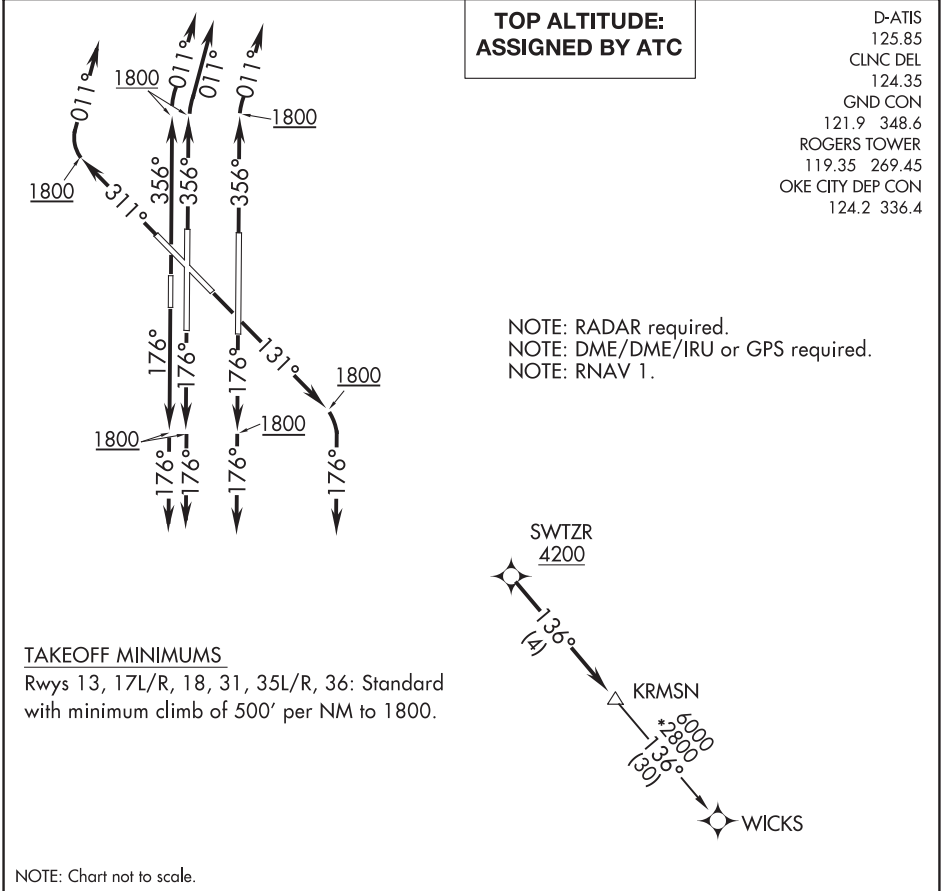 TOP ALTITUDE:
ASSIGNED BY ATC
D-ATIS
125.85
CLNC DEL
124.35
GND CON
121.9 348.6
ROGERS TOWER
119.35 269.45
OKE CITY DEP CON
124.2 336.4
011°
011°
011°
011°
1800
1800
1800
356°
356°
356°
311°
131°
176°
176°
176°
1800
1800
1800
176°
176°
176°
176°
NOTE: RADAR required.
NOTE: DME/DME/IRU or GPS required.
NOTE: RNAV 1.
SWTZR
4200
136°
(4)
KRMSN
6000
*2800
136°
(30)
WICKS
TAKEOFF MINIMUMS
Rwys 13, 17L/R, 18, 31, 35L/R, 36: Standard
with minimum climb of 500' per NM to 1800.
NOTE: Chart not to scale.